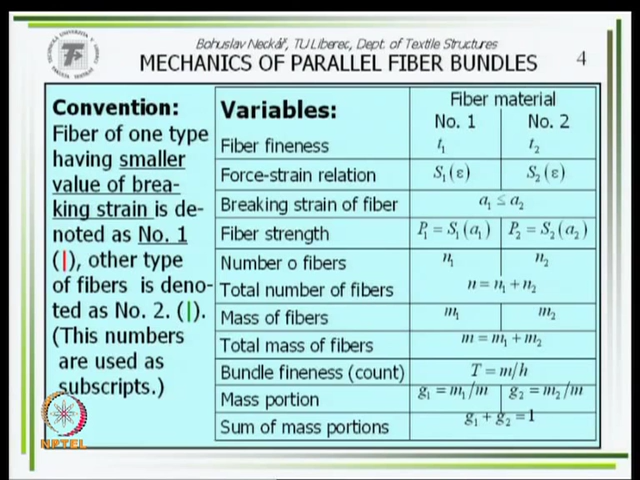 Bohuslav Neckář, TU Liberec, Dept. of Textile Structures
MECHANICS OF PARALLEL FIBER BUNDLES
4
Convention:
Fiber of one type
having smaller
value of brea-
king strain is de-
noted as No. 1
(|), other type
of fibers is deno-
ted as No. 2. (|).
(This numbers
are used as
subscripts.)
Variables: Fiber material
No. 1 No. 2
Fiber fineness t₁ t₂
Force-strain relation S₁(ε) S₂(ε)
Breaking strain of fiber a₁ ≤ a₂
Fiber strength P₁ = S₁(a₁) P₂ = S₂(a₂)
Number o fibers n₁ n₂
Total number of fibers n = n₁ + n₂
Mass of fibers m₁ m₂
Total mass of fibers m = m₁ + m₂
Bundle fineness (count) T = m/h
Mass portion g₁ = m₁/m g₂ = m₂/m
Sum of mass portions g₁ + g₂ = 1
NPTEL